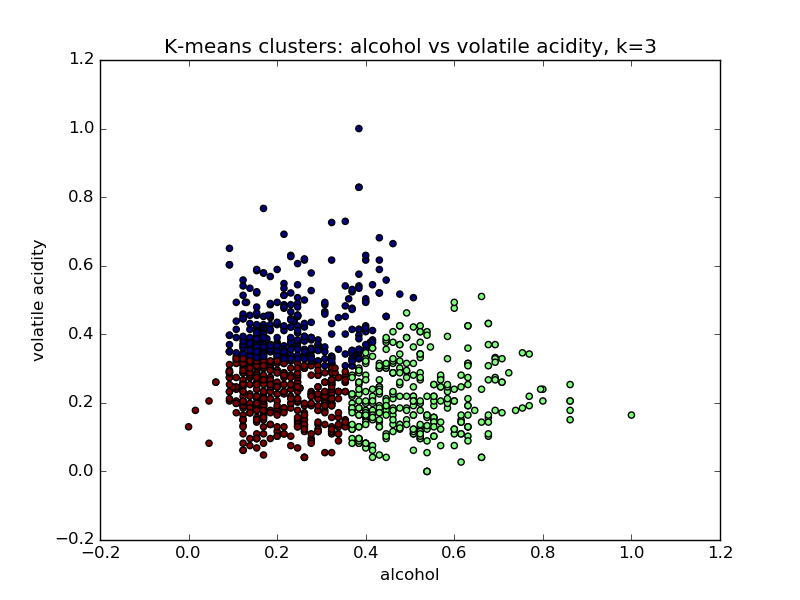 K-means clusters: alcohol vs volatile acidity, k=3
1.2
1.0
0.8
0.6
0.4
0.2
0.0
−0.2
volatile acidity
−0.2 0.0 0.2 0.4 0.6 0.8 1.0 1.2
alcohol